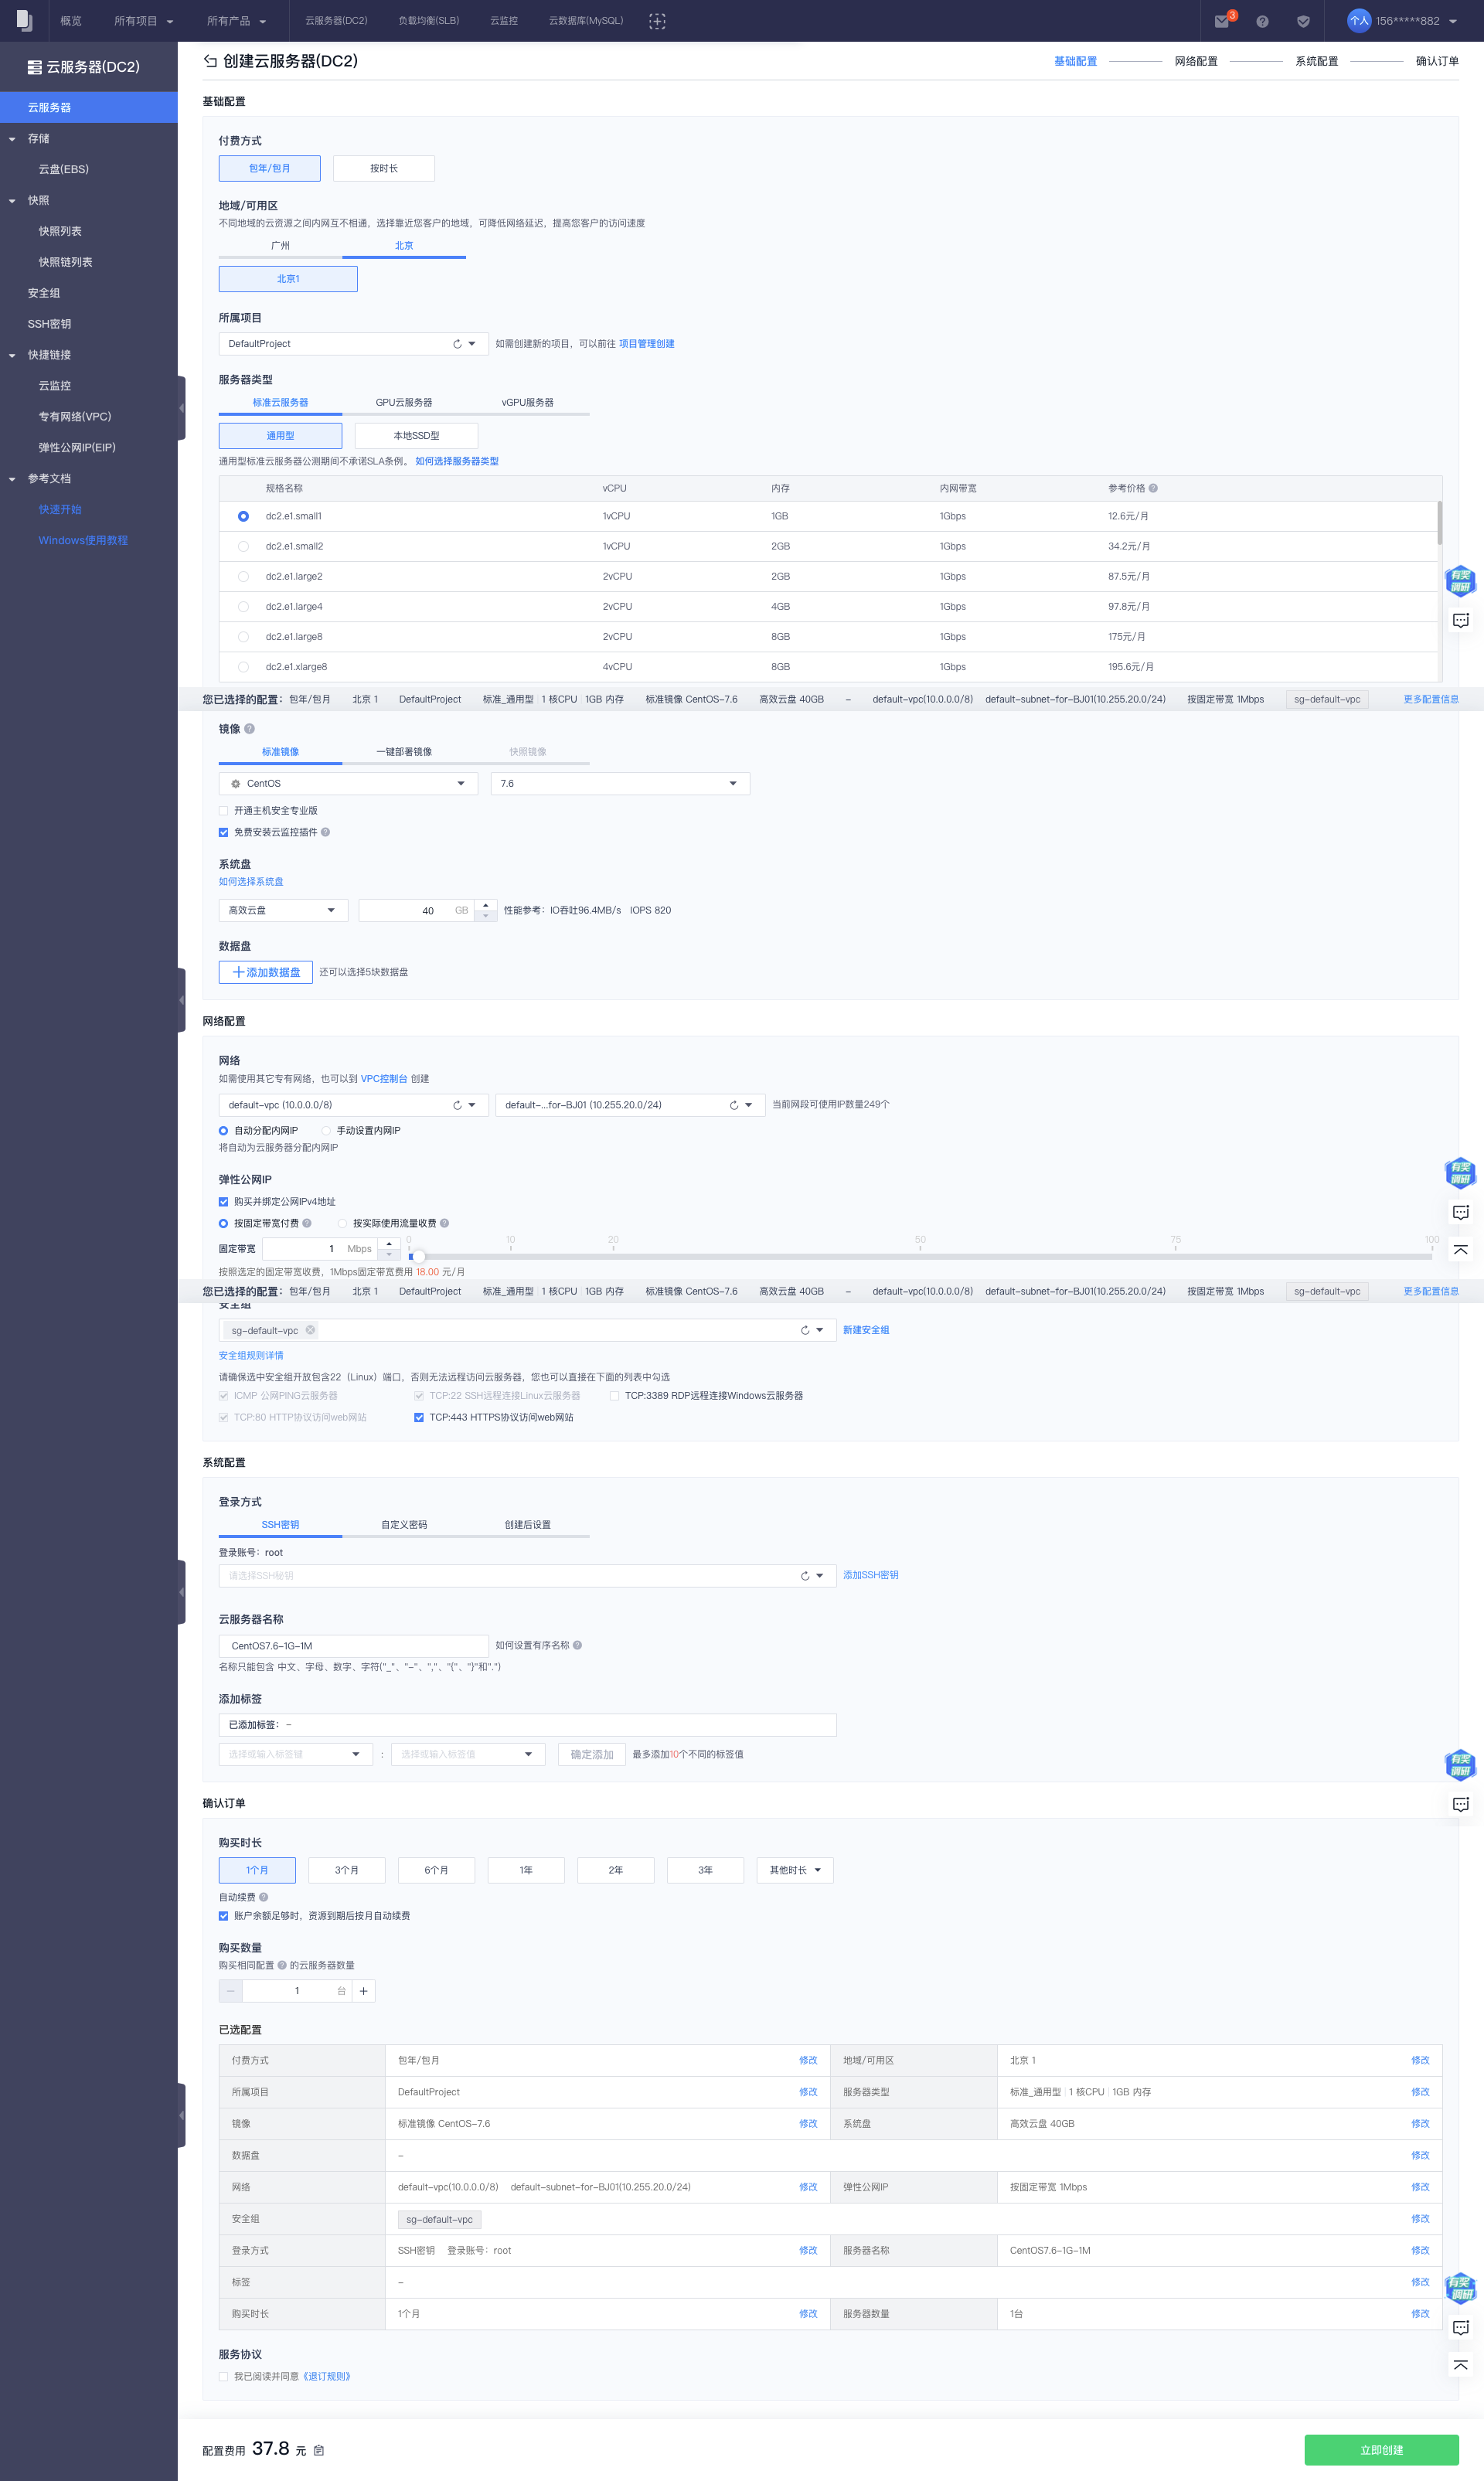 概览 所有项目 所有产品 云服务器(DC2) 负载均衡(SLB) 云监控 云数据库(MySQL) 3 个人 156*****882
云服务器(DC2)
云服务器
存储
云盘(EBS)
快照
快照列表
快照链列表
安全组
SSH密钥
快捷链接
云监控
专有网络(VPC)
弹性公网IP(EIP)
参考文档
快速开始
Windows使用教程
创建云服务器(DC2) 基础配置 网络配置 系统配置 确认订单
基础配置
付费方式
包年/包月 按时长
地域/可用区
不同地域的云资源之间内网互不相通，选择靠近您客户的地域，可降低网络延迟，提高您客户的访问速度
广州 北京
北京1
所属项目
DefaultProject 如需创建新的项目，可以前往 项目管理创建
服务器类型
标准云服务器 GPU云服务器 vGPU服务器
通用型 本地SSD型
通用型标准云服务器公测期间不承诺SLA条例。 如何选择服务器类型
规格名称 vCPU 内存 内网带宽 参考价格
dc2.e1.small1 1vCPU 1GB 1Gbps 12.6元/月
dc2.e1.small2 1vCPU 2GB 1Gbps 34.2元/月
dc2.e1.large2 2vCPU 2GB 1Gbps 87.5元/月
dc2.e1.large4 2vCPU 4GB 1Gbps 97.8元/月
dc2.e1.large8 2vCPU 8GB 1Gbps 175元/月
dc2.e1.xlarge8 4vCPU 8GB 1Gbps 195.6元/月
有奖
调研
您已选择的配置： 包年/包月 北京 1 DefaultProject 标准_通用型 1 核CPU 1GB 内存 标准镜像 CentOS-7.6 高效云盘 40GB - default-vpc(10.0.0.0/8) default-subnet-for-BJ01(10.255.20.0/24) 按固定带宽 1Mbps sg-default-vpc 更多配置信息
镜像
标准镜像 一键部署镜像 快照镜像
CentOS 7.6
开通主机安全专业版
免费安装云监控插件
系统盘
如何选择系统盘
高效云盘 40 GB 性能参考：IO吞吐96.4MB/s IOPS 820
数据盘
添加数据盘 还可以选择5块数据盘
网络配置
网络
如需使用其它专有网络，也可以到 VPC控制台 创建
default-vpc (10.0.0.0/8) default-...for-BJ01 (10.255.20.0/24) 当前网段可使用IP数量249个
自动分配内网IP 手动设置内网IP
将自动为云服务器分配内网IP
弹性公网IP
购买并绑定公网IPv4地址
按固定带宽付费 按实际使用流量收费
固定带宽 1 Mbps 0 10 20 50 75 100
按照选定的固定带宽收费，1Mbps固定带宽费用 18.00 元/月
有奖
调研
您已选择的配置： 包年/包月 北京 1 DefaultProject 标准_通用型 1 核CPU 1GB 内存 标准镜像 CentOS-7.6 高效云盘 40GB - default-vpc(10.0.0.0/8) default-subnet-for-BJ01(10.255.20.0/24) 按固定带宽 1Mbps sg-default-vpc 更多配置信息
安全组
sg-default-vpc 新建安全组
安全组规则详情
请确保选中安全组开放包含22（Linux）端口，否则无法远程访问云服务器，您也可以直接在下面的列表中勾选
ICMP 公网PING云服务器 TCP:22 SSH远程连接Linux云服务器 TCP:3389 RDP远程连接Windows云服务器
TCP:80 HTTP协议访问web网站 TCP:443 HTTPS协议访问web网站
系统配置
登录方式
SSH密钥 自定义密码 创建后设置
登录账号：root
请选择SSH秘钥 添加SSH密钥
云服务器名称
CentOS7.6-1G-1M 如何设置有序名称
名称只能包含 中文、字母、数字、字符("_"、"-"、","、"{"、"}"和".")
添加标签
已添加标签： -
选择或输入标签键 : 选择或输入标签值 确定添加 最多添加10个不同的标签值
有奖
调研
确认订单
购买时长
1个月 3个月 6个月 1年 2年 3年 其他时长
自动续费
账户余额足够时，资源到期后按月自动续费
购买数量
购买相同配置 的云服务器数量
1 台
已选配置
付费方式 包年/包月 修改 地域/可用区 北京 1 修改
所属项目 DefaultProject 修改 服务器类型 标准_通用型 1 核CPU 1GB 内存 修改
镜像 标准镜像 CentOS-7.6 修改 系统盘 高效云盘 40GB 修改
数据盘 - 修改
网络 default-vpc(10.0.0.0/8) default-subnet-for-BJ01(10.255.20.0/24) 修改 弹性公网IP 按固定带宽 1Mbps 修改
安全组 sg-default-vpc 修改
登录方式 SSH密钥 登录账号：root 修改 服务器名称 CentOS7.6-1G-1M 修改
标签 - 修改
购买时长 1个月 修改 服务器数量 1台 修改
有奖
调研
服务协议
我已阅读并同意《退订规则》
配置费用 37.8 元 立即创建